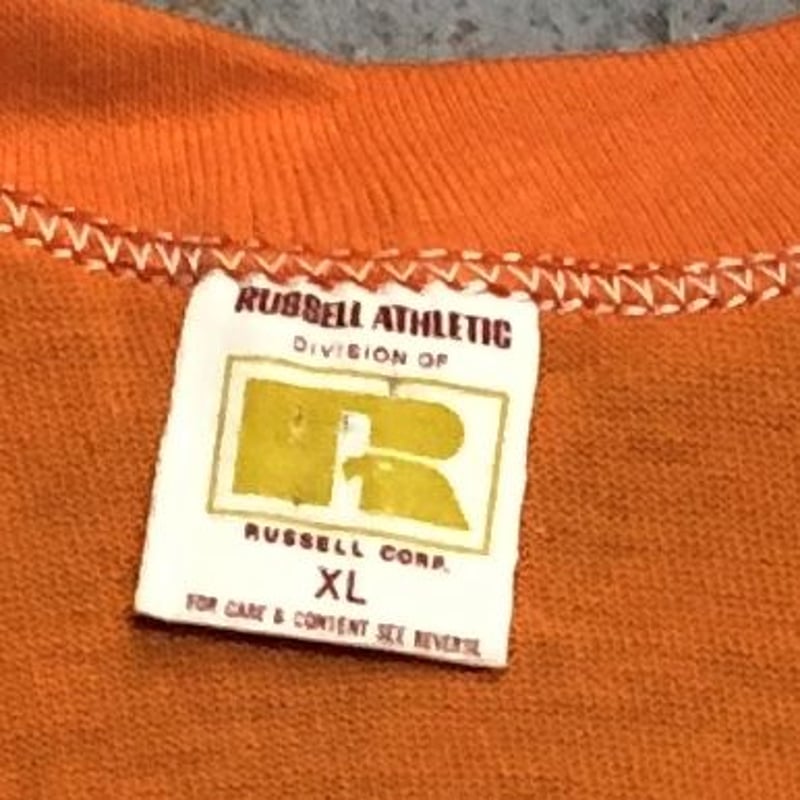 RUSSELL ATHLETIC
DIVISION OF
R
RUSSELL CORP.
XL
FOR CARE & CONTENT SEE REVERSE